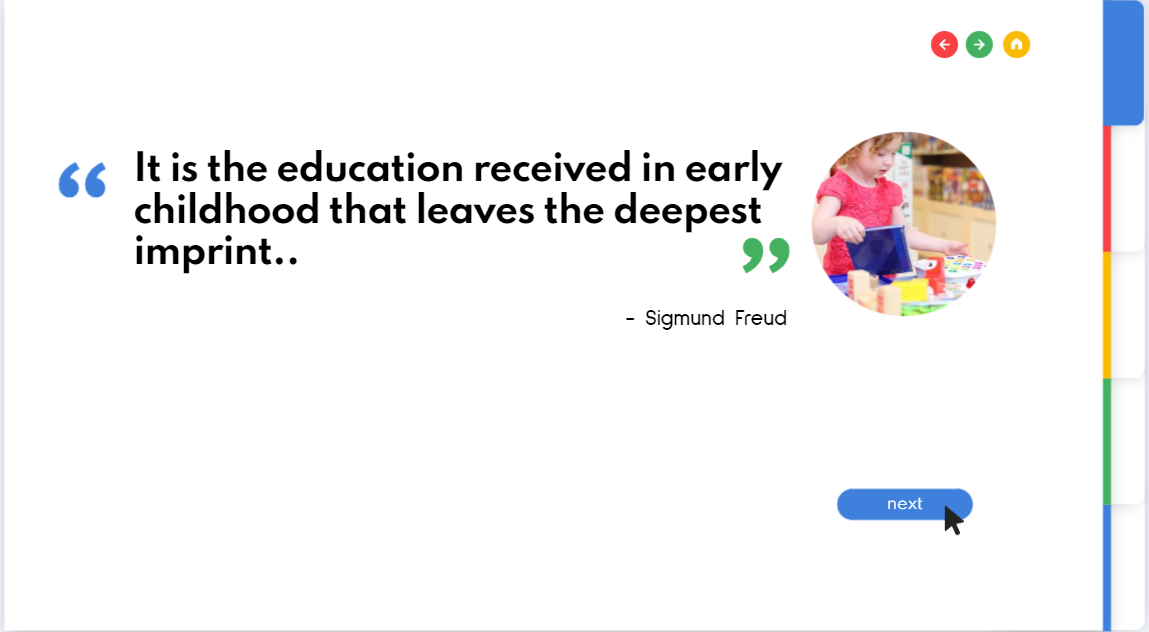 “ It is the education received in early
childhood that leaves the deepest
imprint.. ”
- Sigmund Freud
next